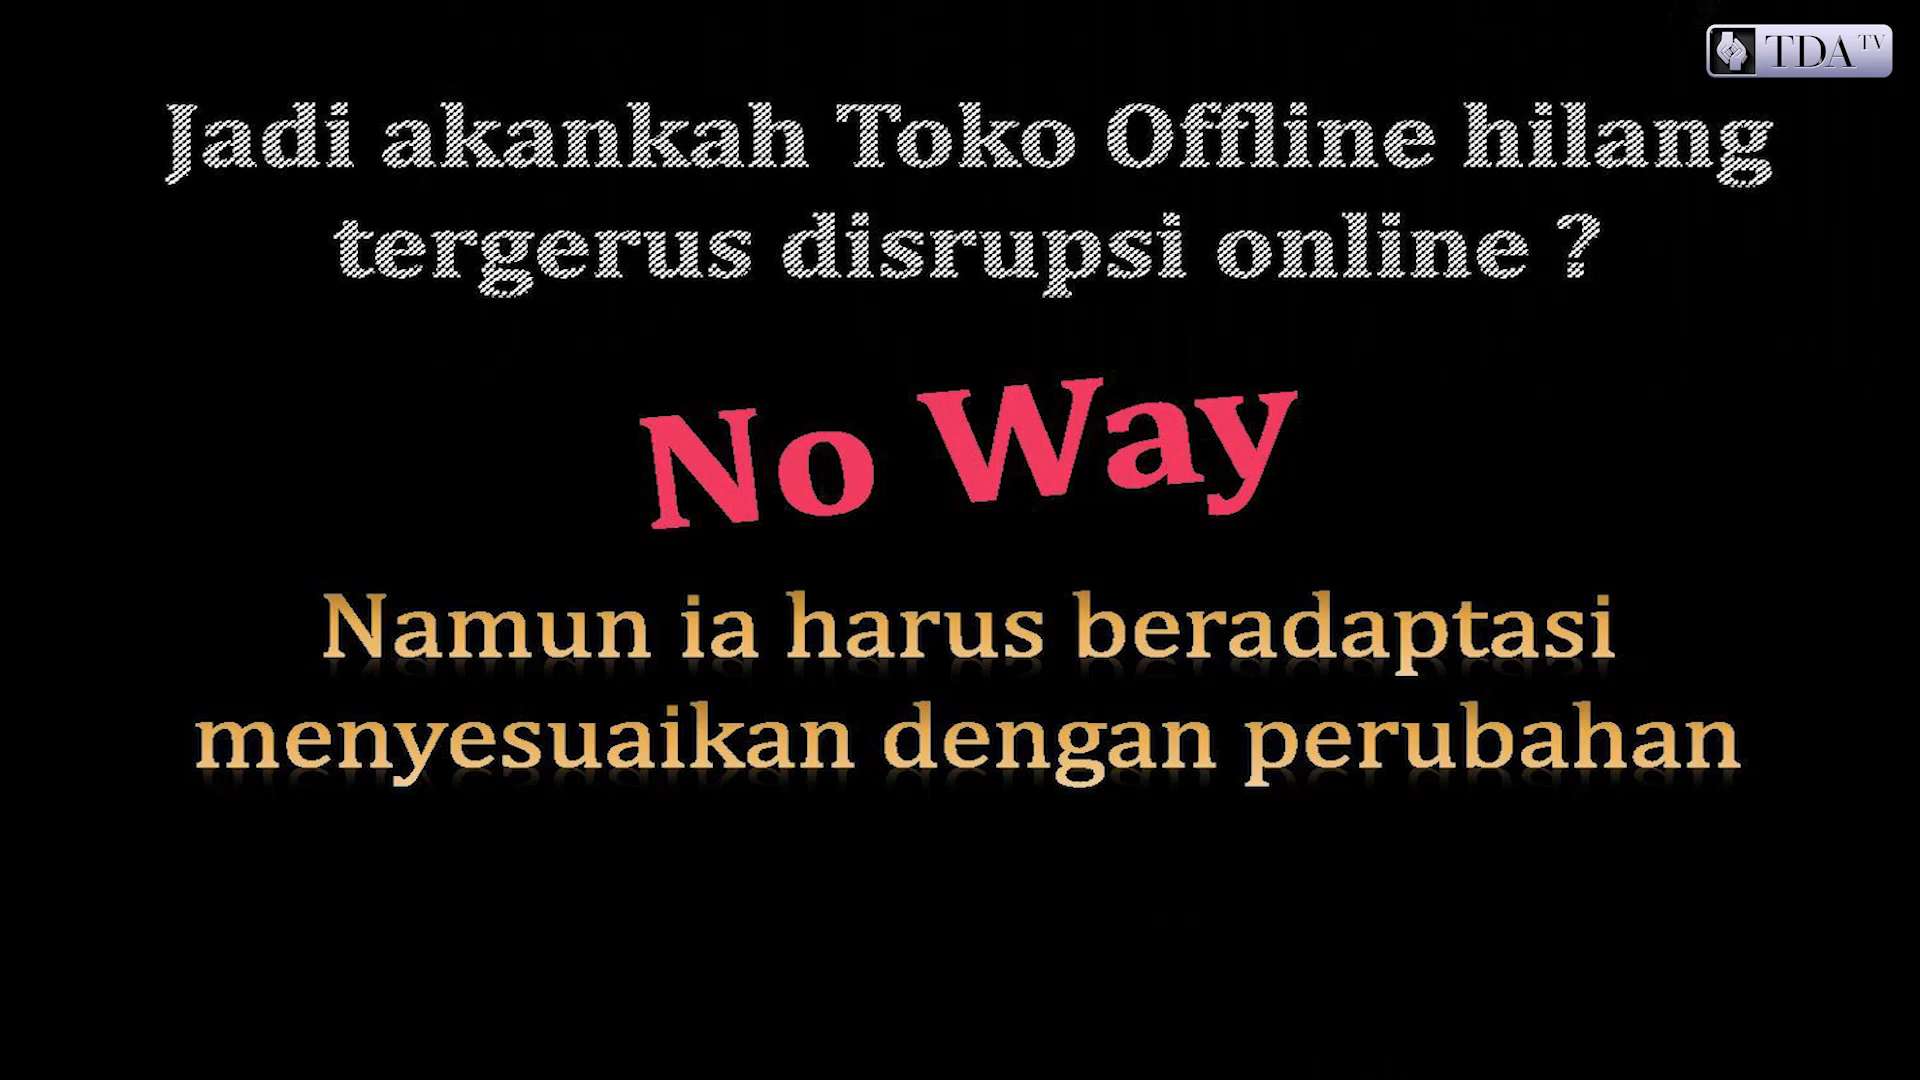 TDA TV
Jadi akankah Toko Offline hilang
tergerus disrupsi online ?
No Way
Namun ia harus beradaptasi
menyesuaikan dengan perubahan